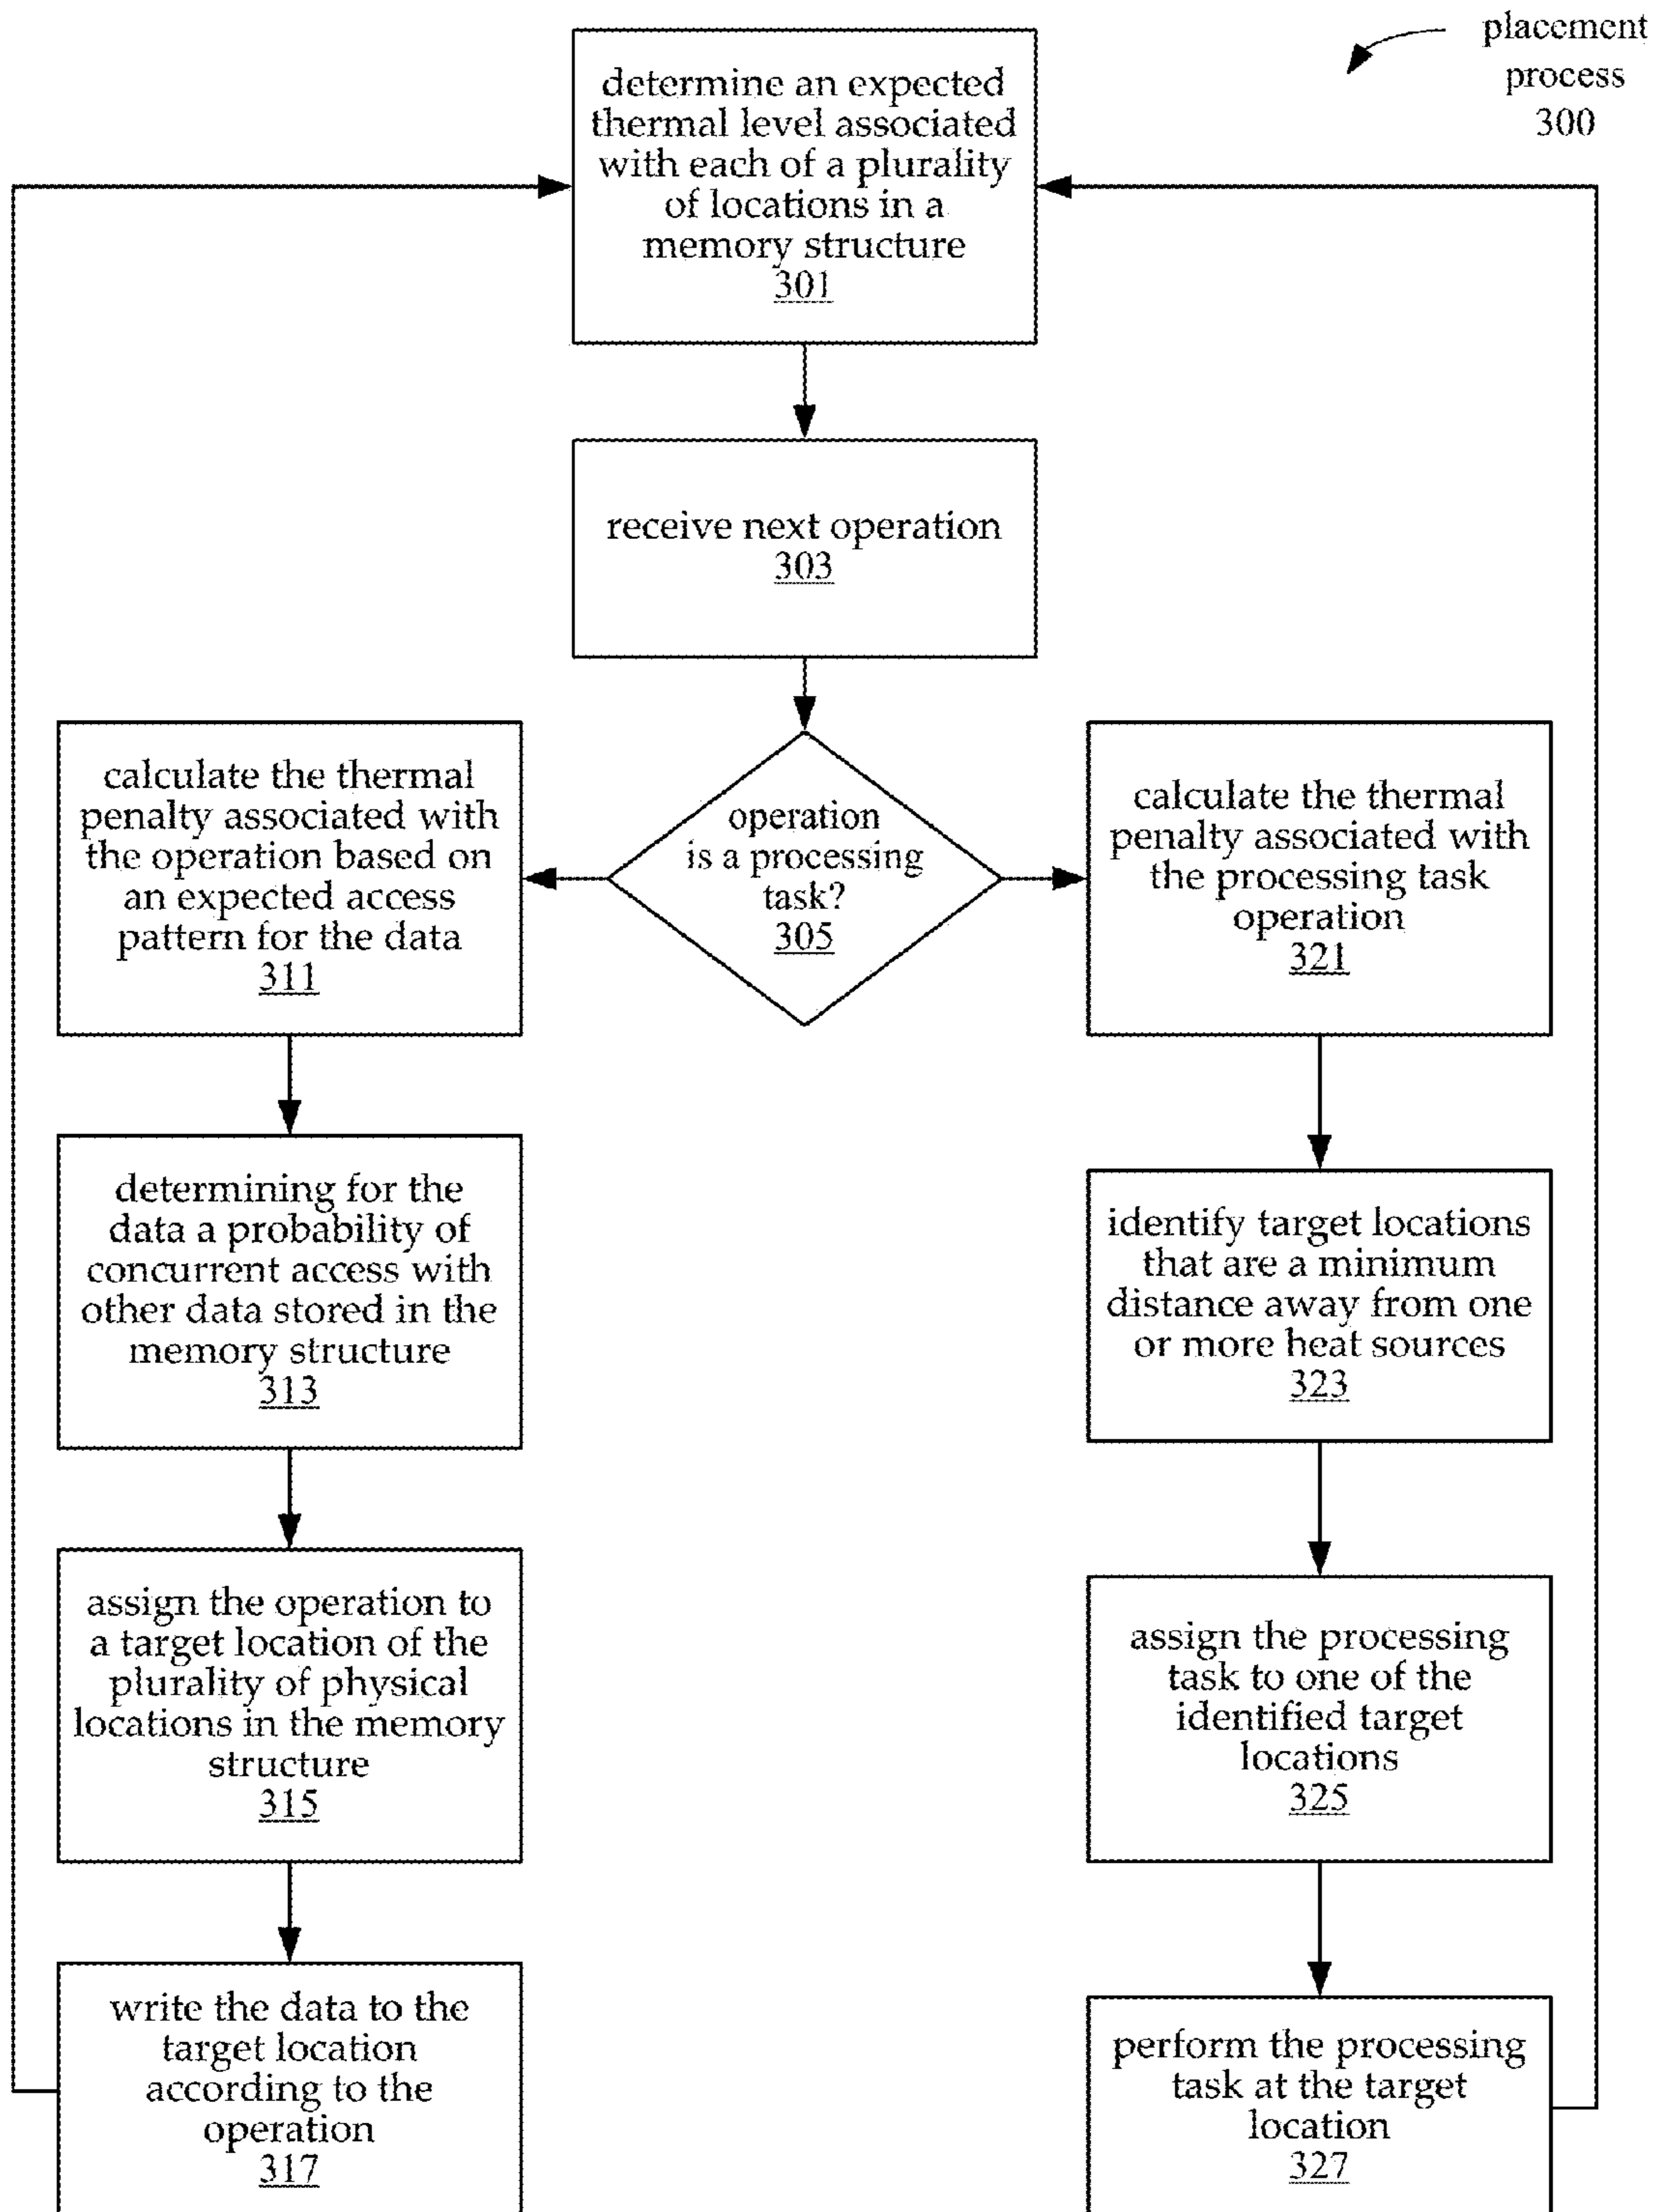 placement
process
300
determine an expected
thermal level associated
with each of a plurality
of locations in a
memory structure
301
receive next operation
303
operation
is a processing
task?
305
calculate the thermal
penalty associated with
the operation based on
an expected access
pattern for the data
311
determining for the
data a probability of
concurrent access with
other data stored in the
memory structure
313
assign the operation to
a target location of the
plurality of physical
locations in the memory
structure
315
write the data to the
target location
according to the
operation
317
calculate the thermal
penalty associated with
the processing task
operation
321
identify target locations
that are a minimum
distance away from one
or more heat sources
323
assign the processing
task to one of the
identified target
locations
325
perform the processing
task at the target
location
327